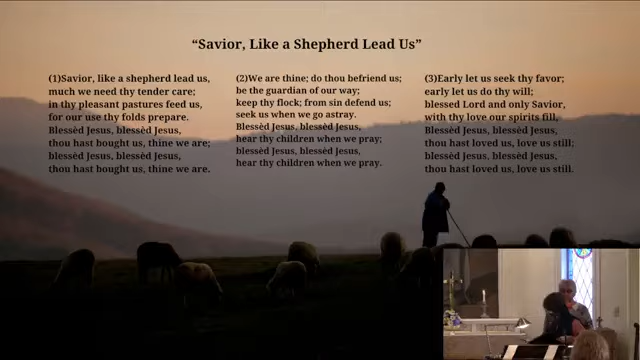 “Savior, Like a Shepherd Lead Us”
(1)Savior, like a shepherd lead us,
much we need thy tender care;
in thy pleasant pastures feed us,
for our use thy folds prepare.
Blessèd Jesus, blessèd Jesus,
thou hast bought us, thine we are;
blessèd Jesus, blessèd Jesus,
thou hast bought us, thine we are.
(2)We are thine; do thou befriend us;
be the guardian of our way;
keep thy flock; from sin defend us;
seek us when we go astray.
Blessèd Jesus, blessèd Jesus,
hear thy children when we pray;
blessèd Jesus, blessèd Jesus,
hear thy children when we pray.
(3)Early let us seek thy favor;
early let us do thy will;
blessed Lord and only Savior,
with thy love our spirits fill,
Blessèd Jesus, blessèd Jesus,
thou hast loved us, love us still;
blessèd Jesus, blessèd Jesus,
thou hast loved us, love us still.